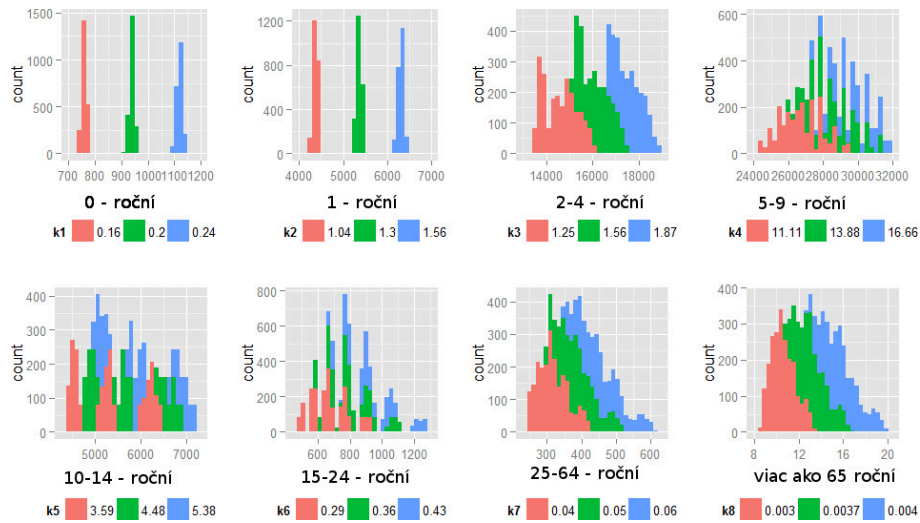 count
1500
1000
500
0
700 800 900 1000 1100 1200
0 - roční
k1 0.16 0.2 0.24
count
1200
800
400
0
4000 5000 6000 7000
1 - roční
k2 1.04 1.3 1.56
count
400
300
200
100
0
14000 16000 18000
2-4 - roční
k3 1.25 1.56 1.87
count
600
400
200
0
24000 26000 28000 30000 32000
5-9 - roční
k4 11.11 13.88 16.66
count
400
300
200
100
0
5000 6000 7000
10-14 - roční
k5 3.59 4.48 5.38
count
800
600
400
200
0
600 800 1000 1200
15-24 - roční
k6 0.29 0.36 0.43
count
400
300
200
100
0
300 400 500 600
25-64 - roční
k7 0.04 0.05 0.06
count
400
300
200
100
0
8 12 16 20
viac ako 65 roční
k8 0.003 0.0037 0.004